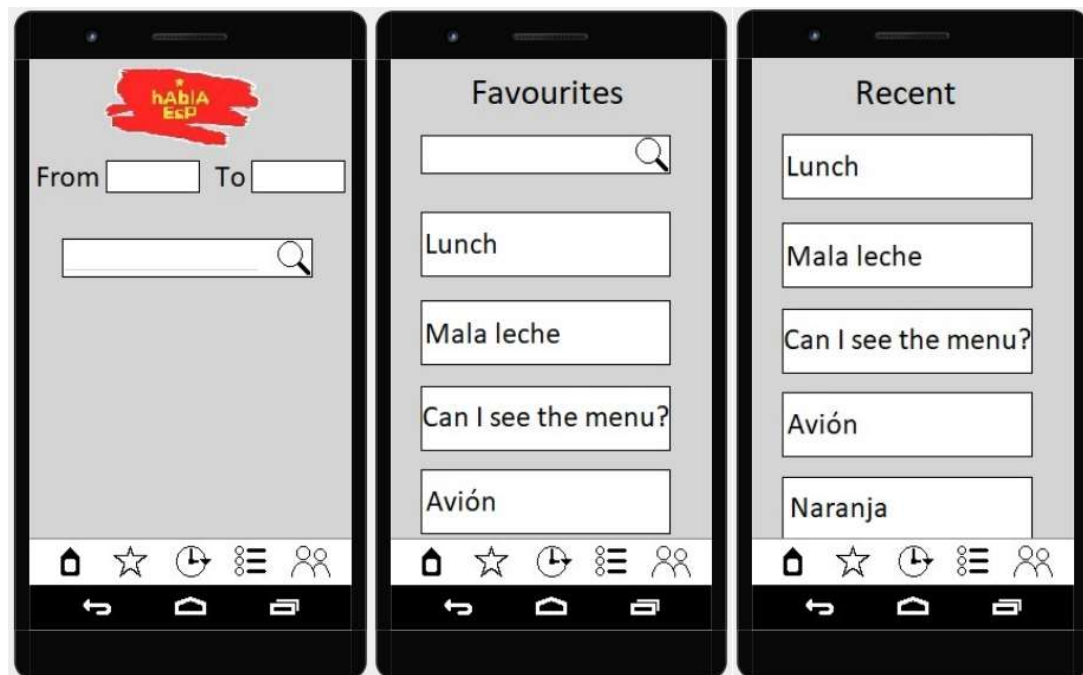 hAblA
EsP
From To
Favourites
Lunch
Mala leche
Can I see the menu?
Avión
Recent
Lunch
Mala leche
Can I see the menu?
Avión
Naranja